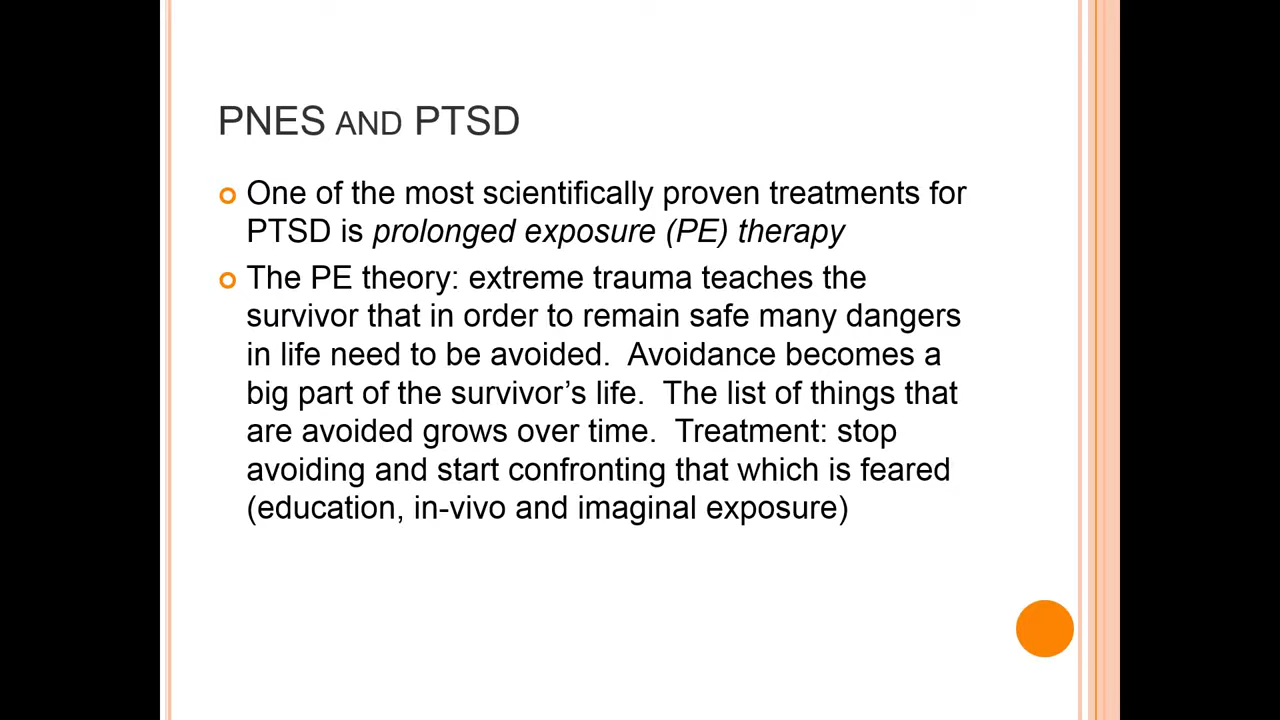 PNES AND PTSD
One of the most scientifically proven treatments for
PTSD is prolonged exposure (PE) therapy
The PE theory: extreme trauma teaches the
survivor that in order to remain safe many dangers
in life need to be avoided.  Avoidance becomes a
big part of the survivor’s life.  The list of things that
are avoided grows over time.  Treatment: stop
avoiding and start confronting that which is feared
(education, in-vivo and imaginal exposure)